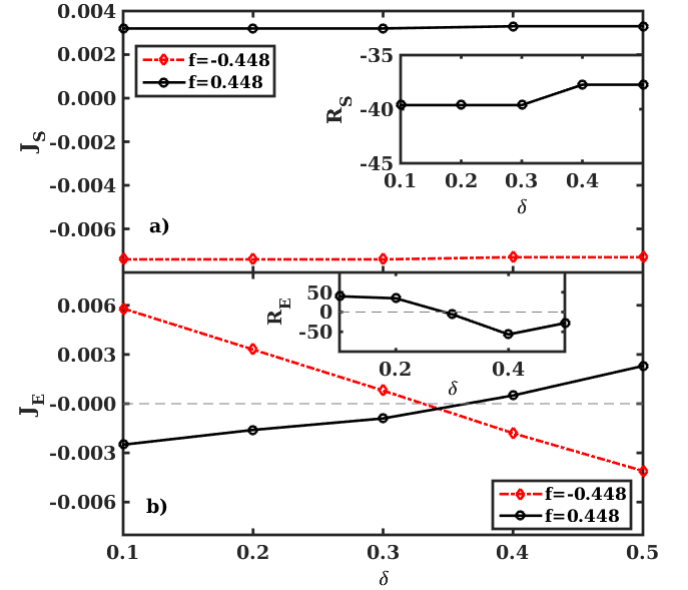 0.004
0.002
0.000
-0.002
-0.004
-0.006
J_S
f=-0.448
f=0.448
a)
-35
-40
-45
R_S
0.1 0.2 0.3 0.4
δ
0.006
0.003
-0.000
-0.003
-0.006
J_E
50
0
-50
R_E
0.2 0.4
δ
b)
f=-0.448
f=0.448
0.1 0.2 0.3 0.4 0.5
δ